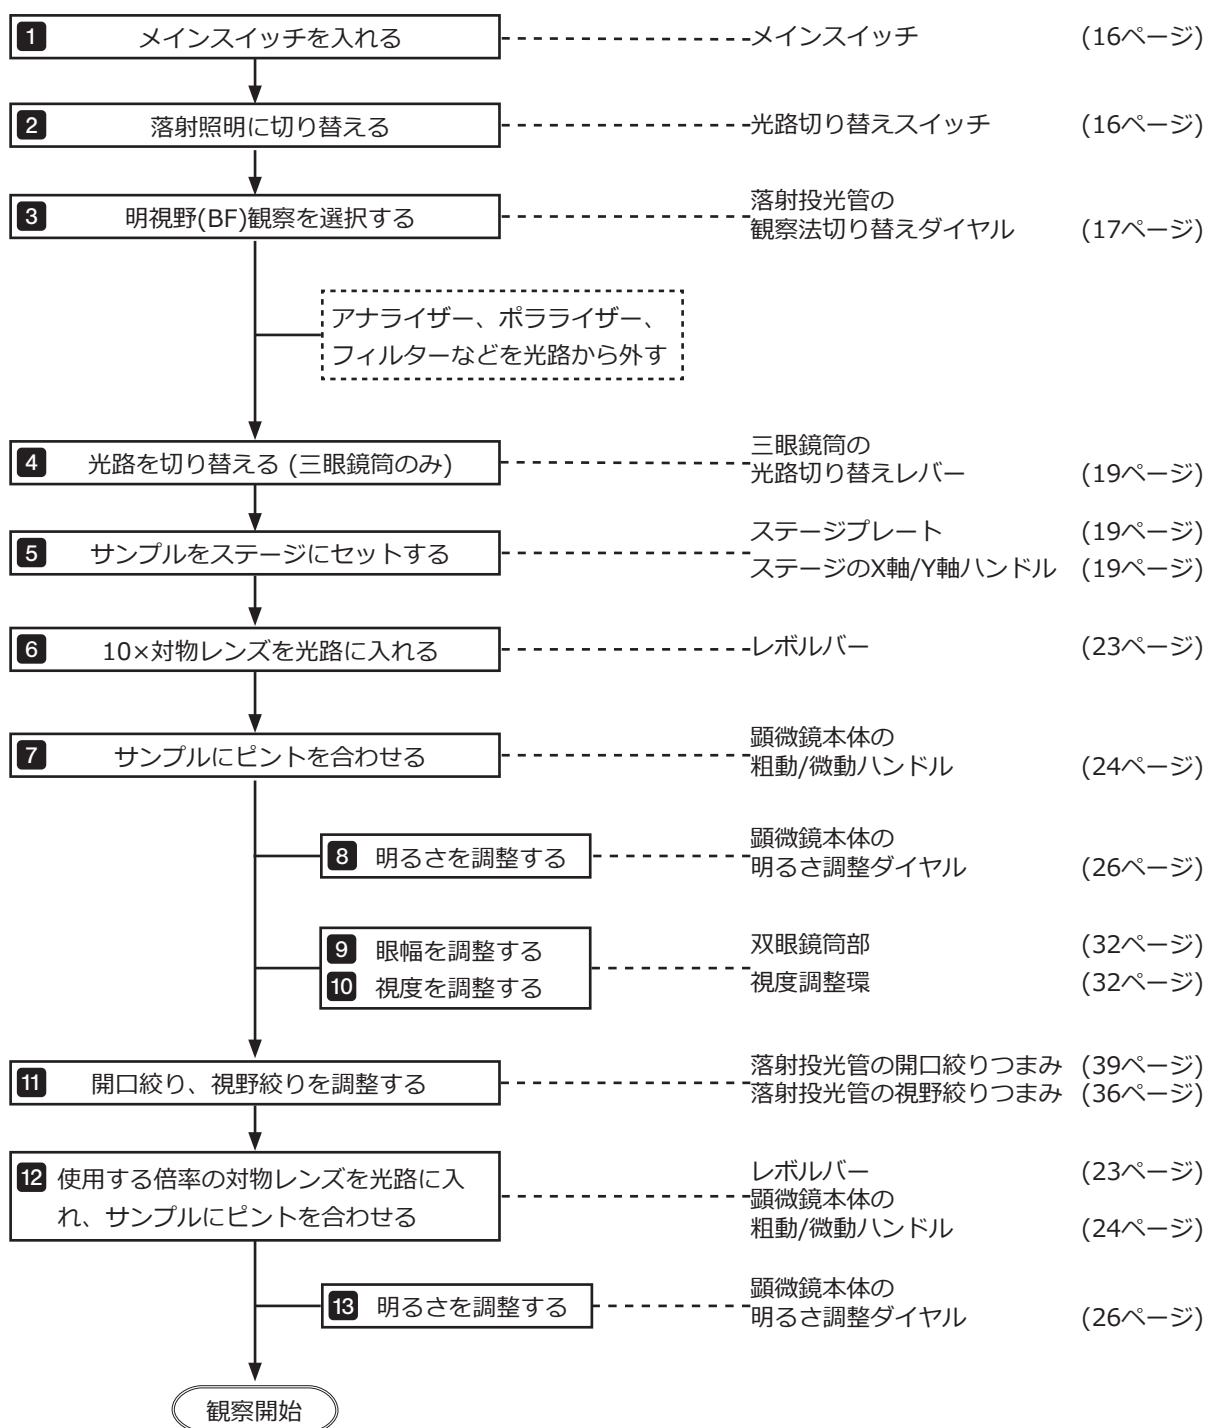 1 メインスイッチを入れる メインスイッチ (16ページ)
2 落射照明に切り替える 光路切り替えスイッチ (16ページ)
3 明視野(BF)観察を選択する 落射投光管の
観察法切り替えダイヤル (17ページ)
アナライザー、ポラライザー、
フィルターなどを光路から外す
4 光路を切り替える (三眼鏡筒のみ) 三眼鏡筒の
光路切り替えレバー (19ページ)
5 サンプルをステージにセットする ステージプレート (19ページ)
ステージのX軸/Y軸ハンドル (19ページ)
6 10×対物レンズを光路に入れる レボルバー (23ページ)
7 サンプルにピントを合わせる 顕微鏡本体の
粗動/微動ハンドル (24ページ)
8 明るさを調整する 顕微鏡本体の
明るさ調整ダイヤル (26ページ)
9 眼幅を調整する 双眼鏡筒部 (32ページ)
10 視度を調整する 視度調整環 (32ページ)
11 開口絞り、視野絞りを調整する 落射投光管の開口絞りつまみ (39ページ)
落射投光管の視野絞りつまみ (36ページ)
12 使用する倍率の対物レンズを光路に入 レボルバー (23ページ)
れ、サンプルにピントを合わせる 顕微鏡本体の
粗動/微動ハンドル (24ページ)
13 明るさを調整する 顕微鏡本体の
明るさ調整ダイヤル (26ページ)
観察開始